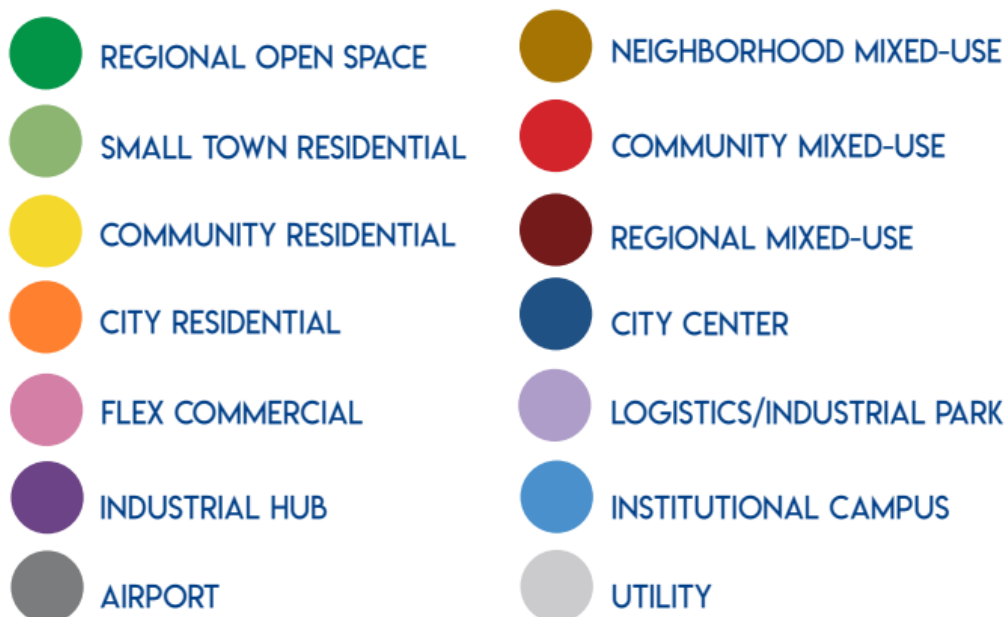 REGIONAL OPEN SPACE
SMALL TOWN RESIDENTIAL
COMMUNITY RESIDENTIAL
CITY RESIDENTIAL
FLEX COMMERCIAL
INDUSTRIAL HUB
AIRPORT
NEIGHBORHOOD MIXED-USE
COMMUNITY MIXED-USE
REGIONAL MIXED-USE
CITY CENTER
LOGISTICS/INDUSTRIAL PARK
INSTITUTIONAL CAMPUS
UTILITY